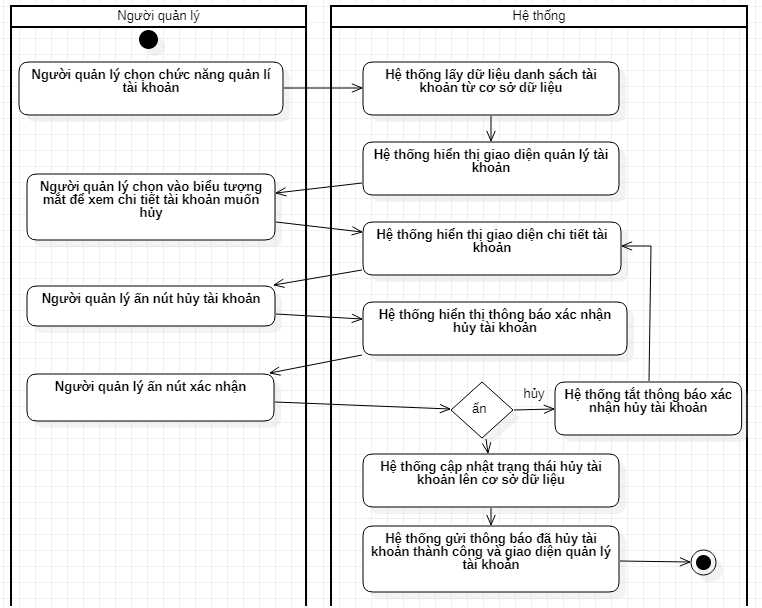 Người quản lý
Hệ thống
Người quản lý chọn chức năng quản lí
tài khoản
Hệ thống lấy dữ liệu danh sách tài
khoản từ cơ sở dữ liệu
Hệ thống hiển thị giao diện quản lý tài
khoản
Người quản lý chọn vào biểu tượng
mắt để xem chi tiết tài khoản muốn
hủy
Hệ thống hiển thị giao diện chi tiết tài
khoản
Người quản lý ấn nút hủy tài khoản
Hệ thống hiển thị thông báo xác nhận
hủy tài khoản
Người quản lý ấn nút xác nhận
ấn
hủy
Hệ thống tắt thông báo xác
nhận hủy tài khoản
Hệ thống cập nhật trạng thái hủy tài
khoản lên cơ sở dữ liệu
Hệ thống gửi thông báo đã hủy tài
khoản thành công và giao diện quản lý
tài khoản